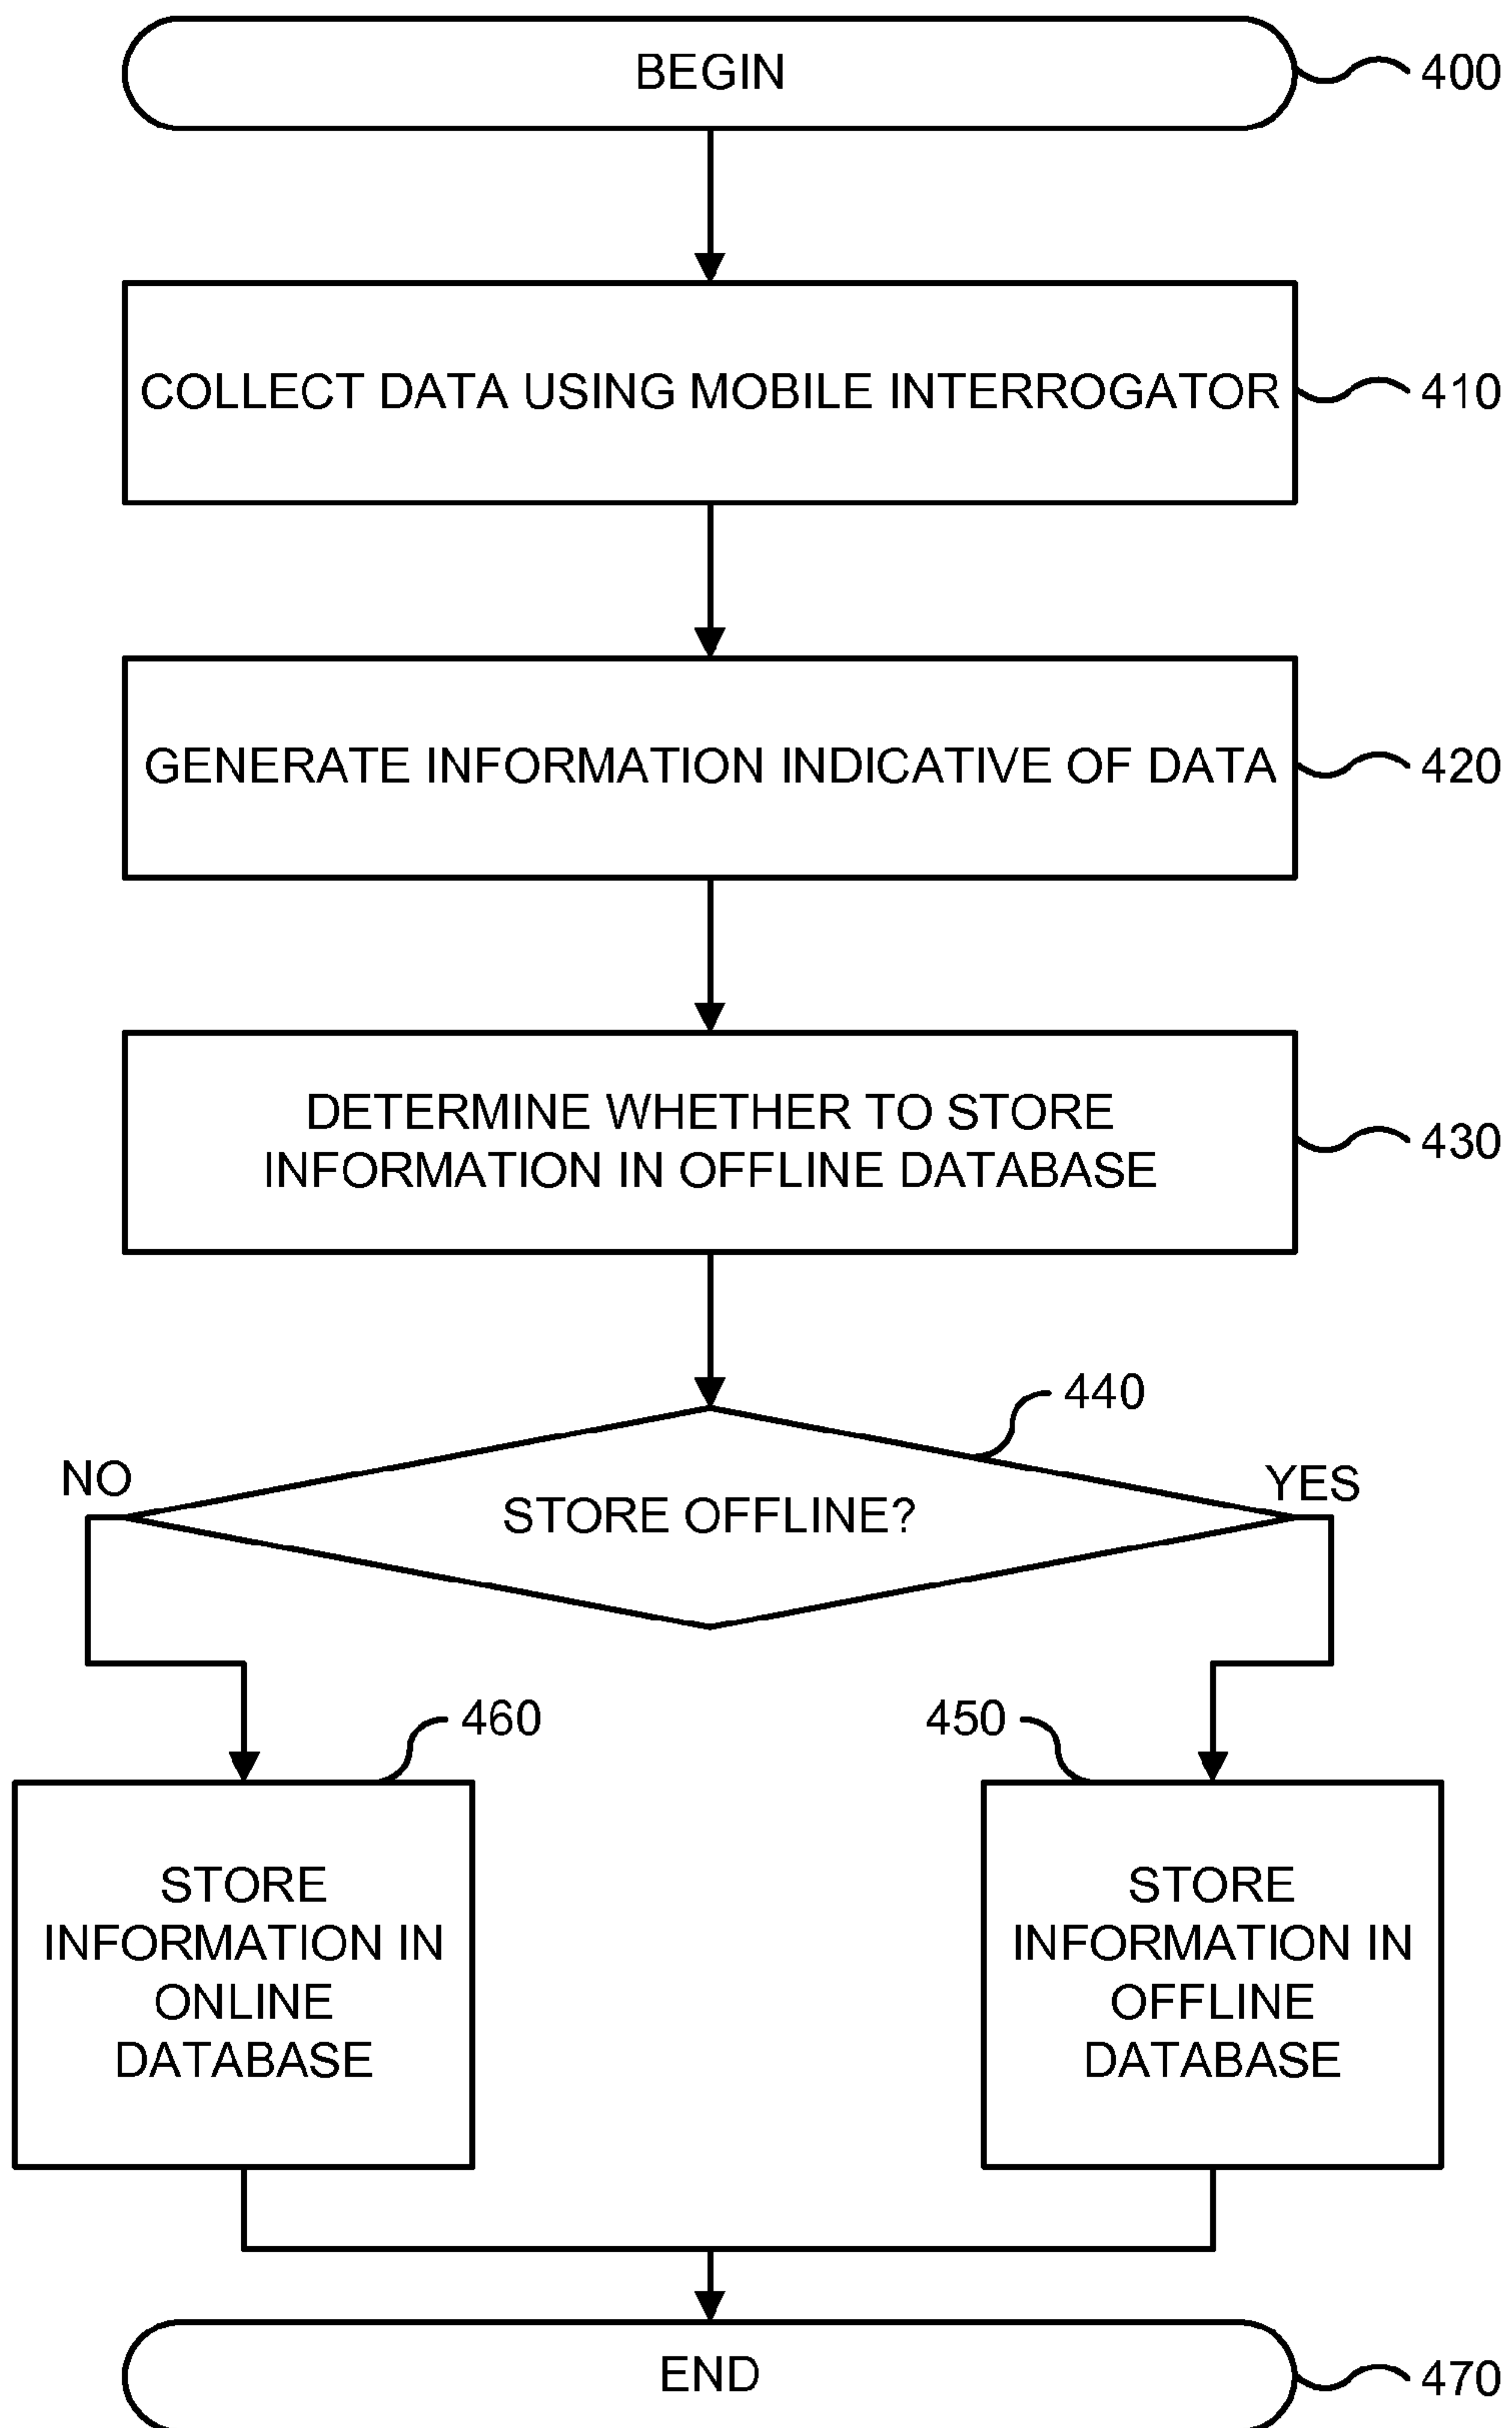 BEGIN
400
COLLECT DATA USING MOBILE INTERROGATOR
410
GENERATE INFORMATION INDICATIVE OF DATA
420
DETERMINE WHETHER TO STORE
INFORMATION IN OFFLINE DATABASE
430
440
NO
STORE OFFLINE?
YES
460
STORE
INFORMATION IN
ONLINE
DATABASE
450
STORE
INFORMATION IN
OFFLINE
DATABASE
END
470